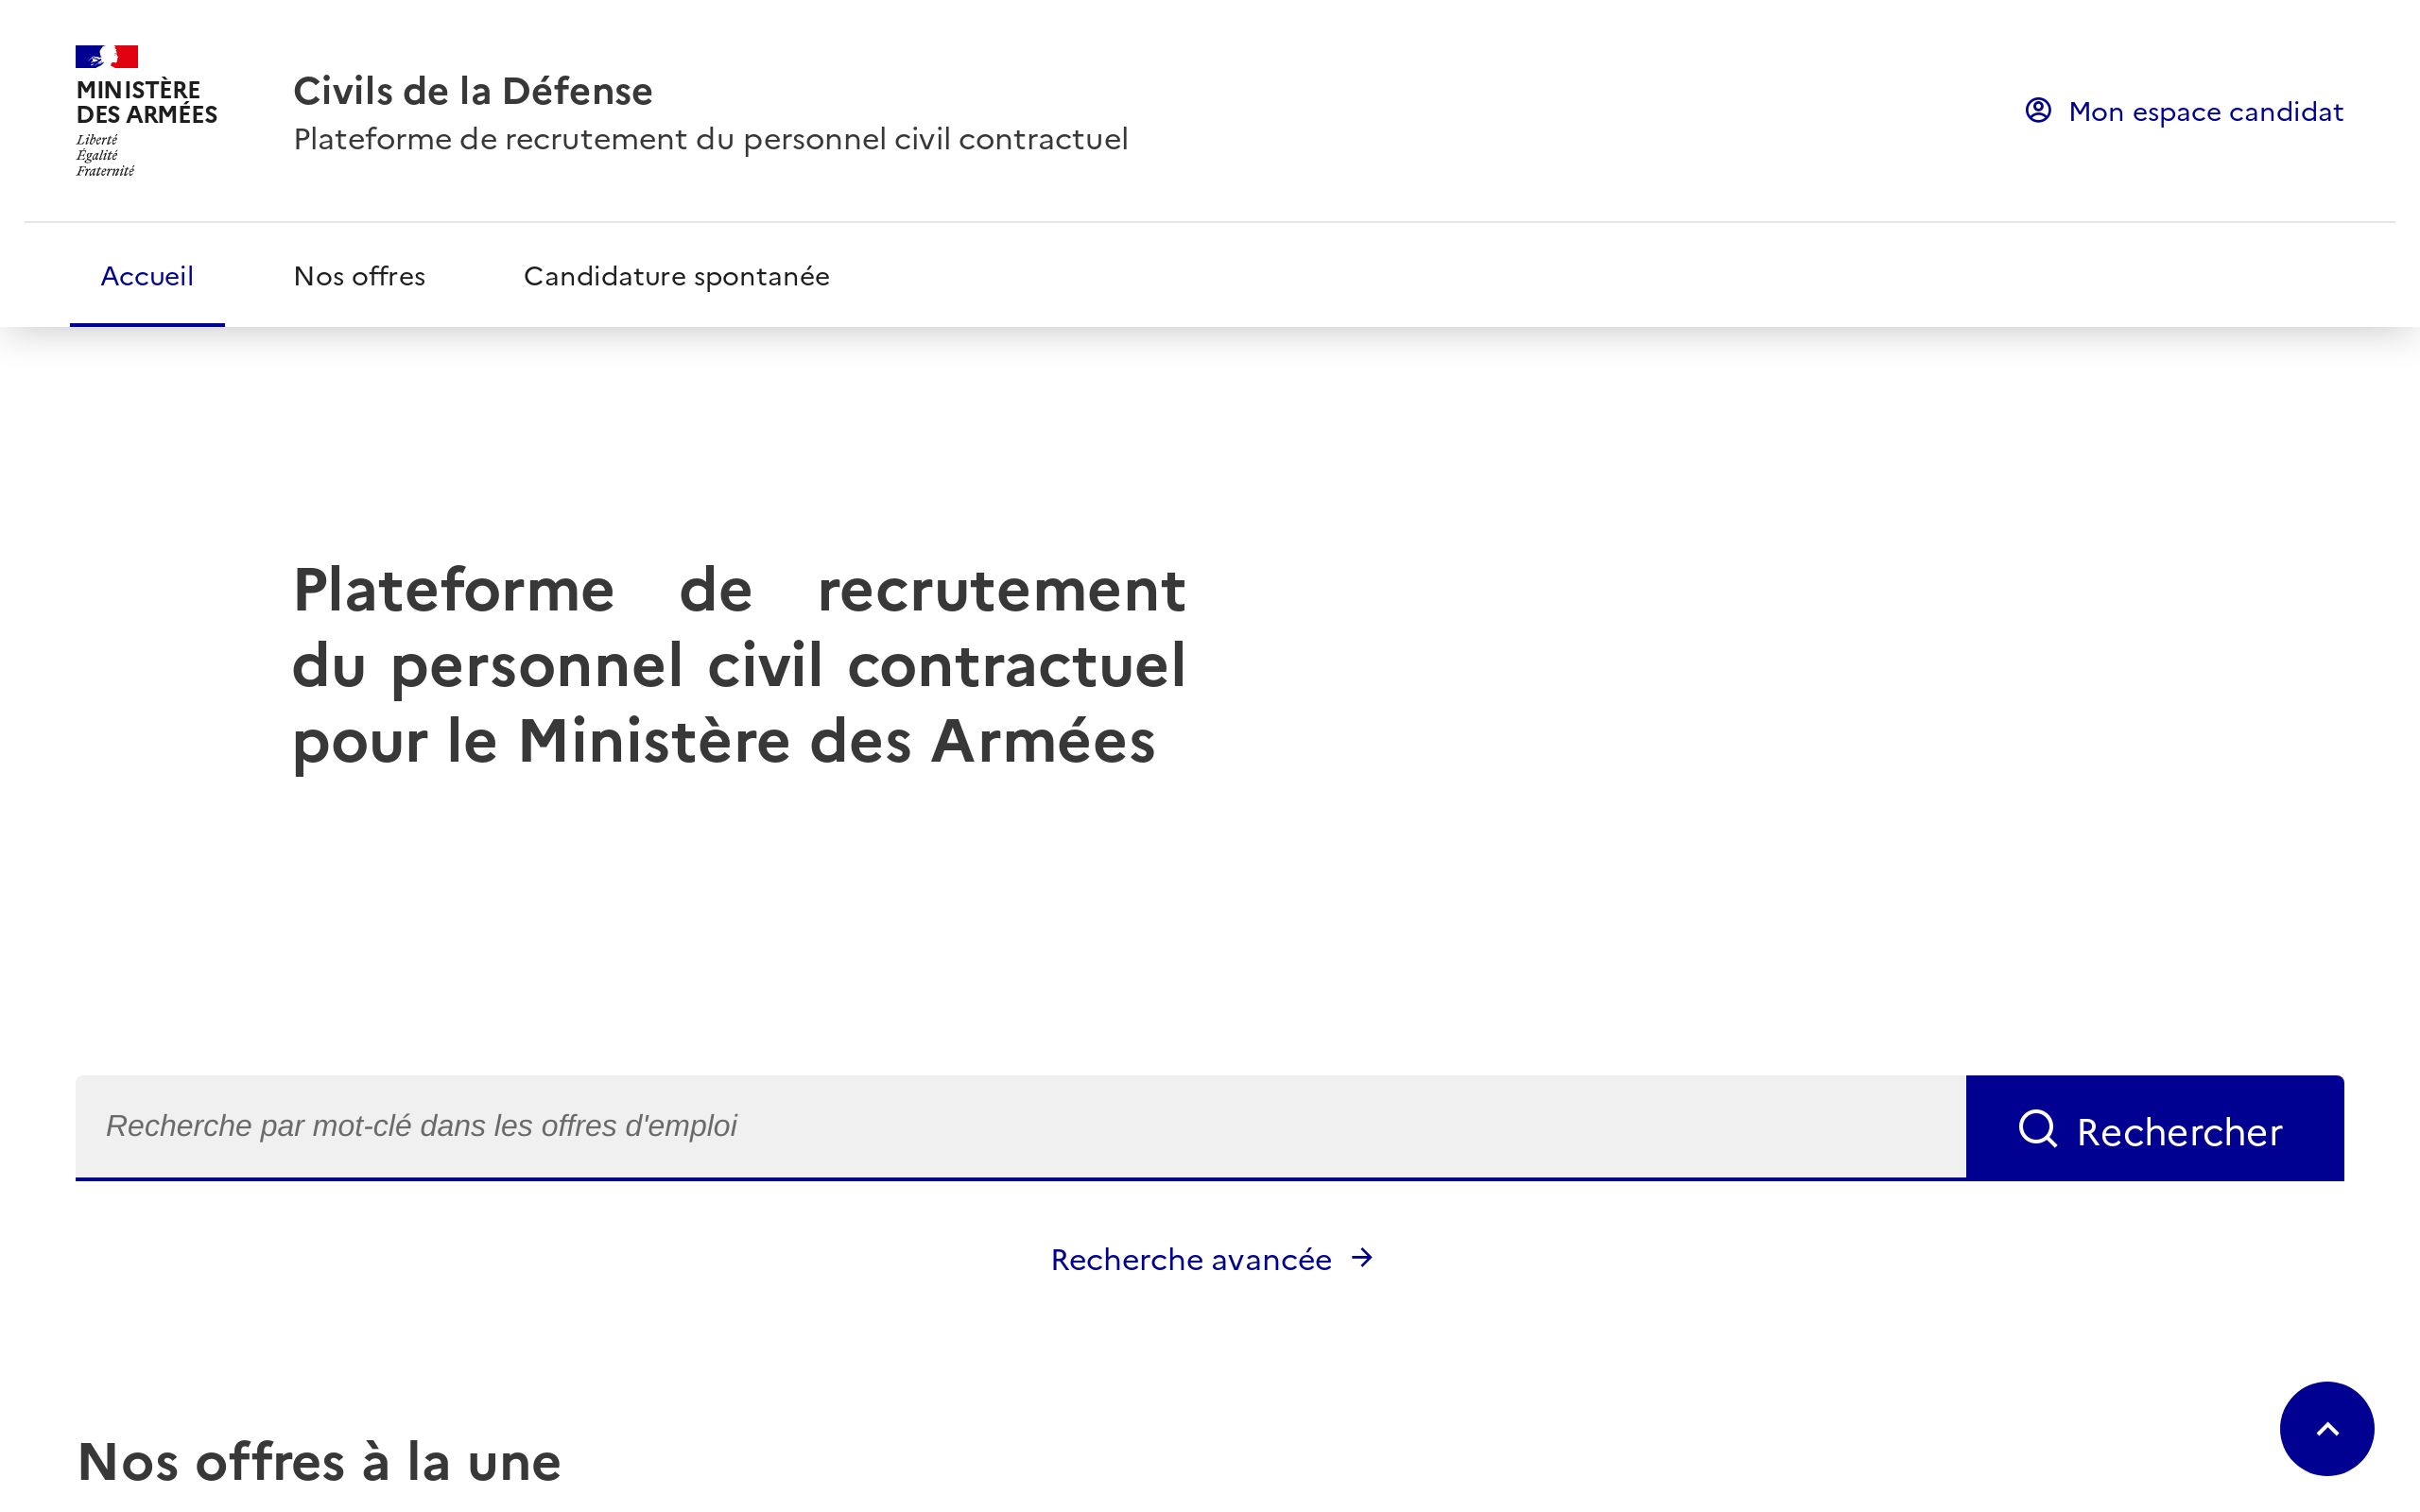 MINISTÈRE
DES ARMÉES
Liberté
Égalité
Fraternité
Civils de la Défense
Plateforme de recrutement du personnel civil contractuel
Mon espace candidat
Accueil
Nos offres
Candidature spontanée
Plateforme de recrutement
du personnel civil contractuel
pour le Ministère des Armées
Recherche par mot-clé dans les offres d'emploi
Rechercher
Recherche avancée
Nos offres à la une